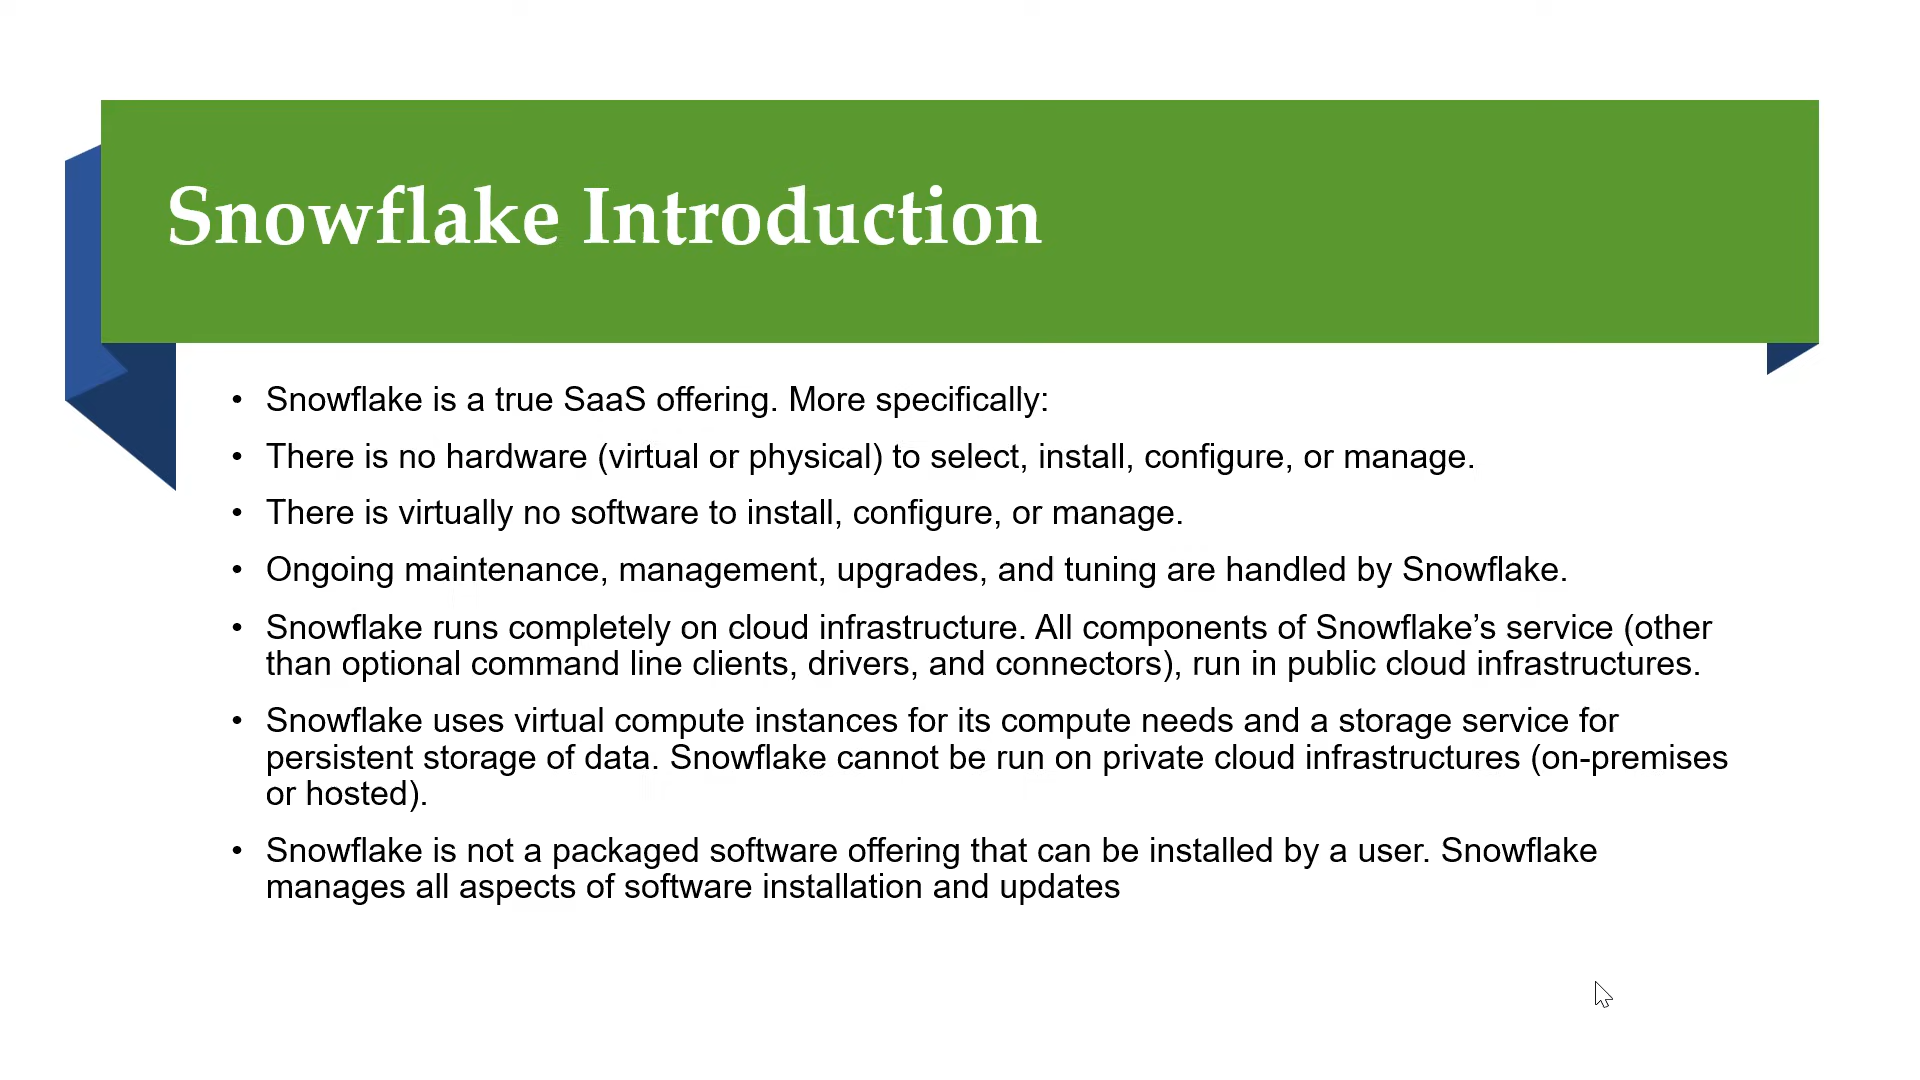 Snowflake Introduction
• Snowflake is a true SaaS offering. More specifically:
• There is no hardware (virtual or physical) to select, install, configure, or manage.
• There is virtually no software to install, configure, or manage.
• Ongoing maintenance, management, upgrades, and tuning are handled by Snowflake.
• Snowflake runs completely on cloud infrastructure. All components of Snowflake’s service (other
than optional command line clients, drivers, and connectors), run in public cloud infrastructures.
• Snowflake uses virtual compute instances for its compute needs and a storage service for
persistent storage of data. Snowflake cannot be run on private cloud infrastructures (on-premises
or hosted).
• Snowflake is not a packaged software offering that can be installed by a user. Snowflake
manages all aspects of software installation and updates